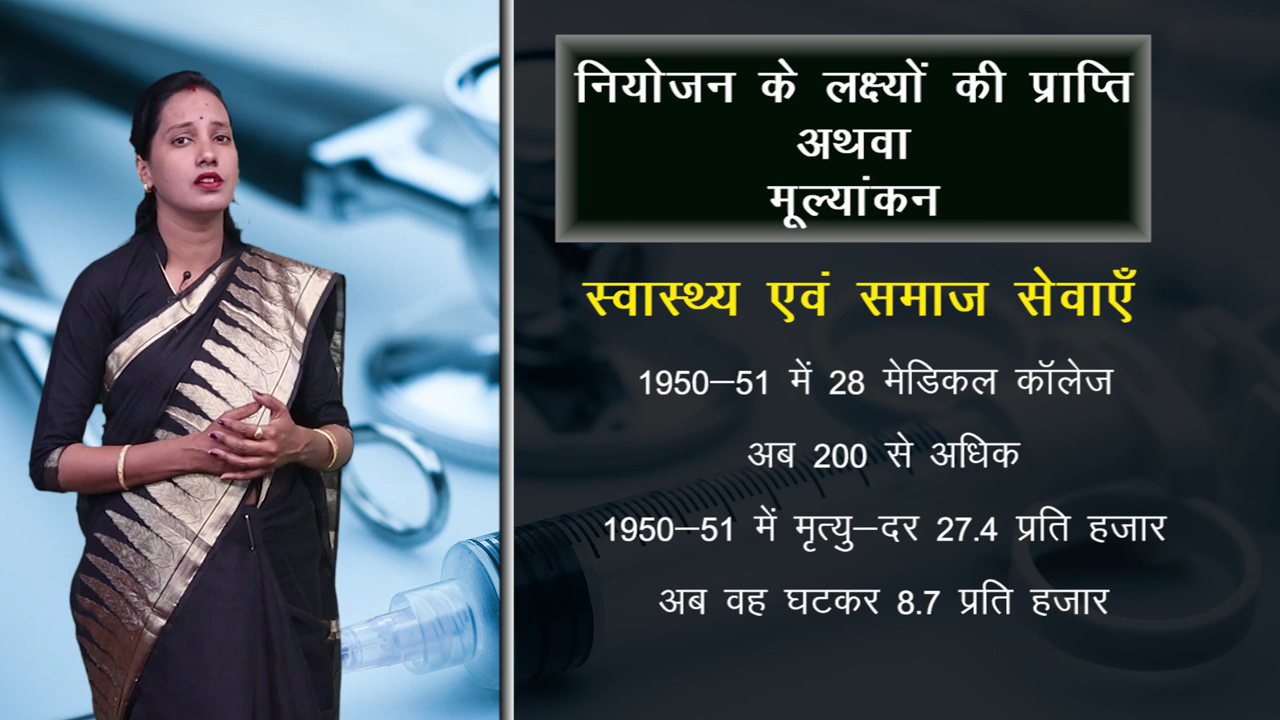 नियोजन के लक्ष्यों की प्राप्ति
अथवा
मूल्यांकन
स्वास्थ्य एवं समाज सेवाएँ
1950–51 में 28 मेडिकल कॉलेज
अब 200 से अधिक
1950–51 में मृत्यु–दर 27.4 प्रति हजार
अब वह घटकर 8.7 प्रति हजार